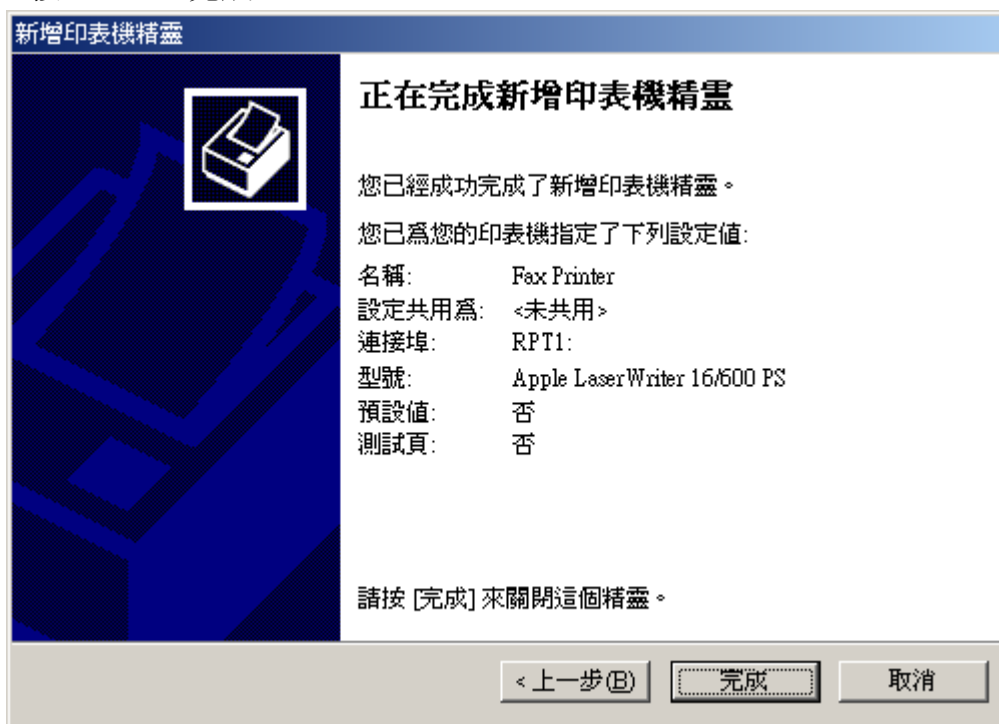 新增印表機精靈
正在完成新增印表機精靈
您已經成功完成了新增印表機精靈。
您已為您的印表機指定了下列設定值:
名稱: Fax Printer
設定共用為: <未共用>
連接埠: RPT1:
型號: Apple LaserWriter 16/600 PS
預設值: 否
測試頁: 否
請按 [完成] 來關閉這個精靈。
<上一步(B) 完成 取消